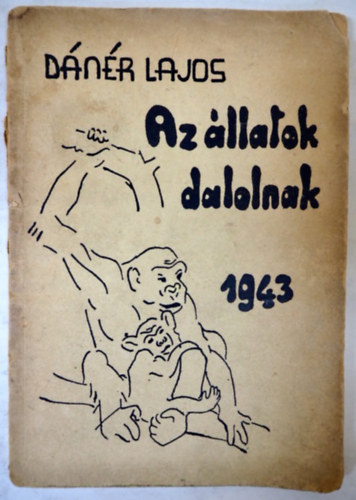 DÁNÉR LAJOS
Az állatok
dalolnak
1943